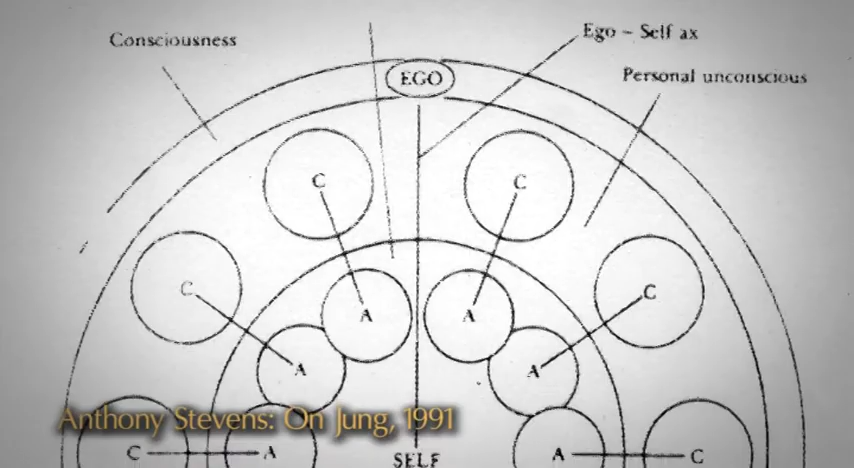 Consciousness
Ego - Self ax
EGO
Personal unconscious
C
C
C
C
A
A
A
A
Anthony Stevens: On Jung, 1991
C
A
SELF
A
C